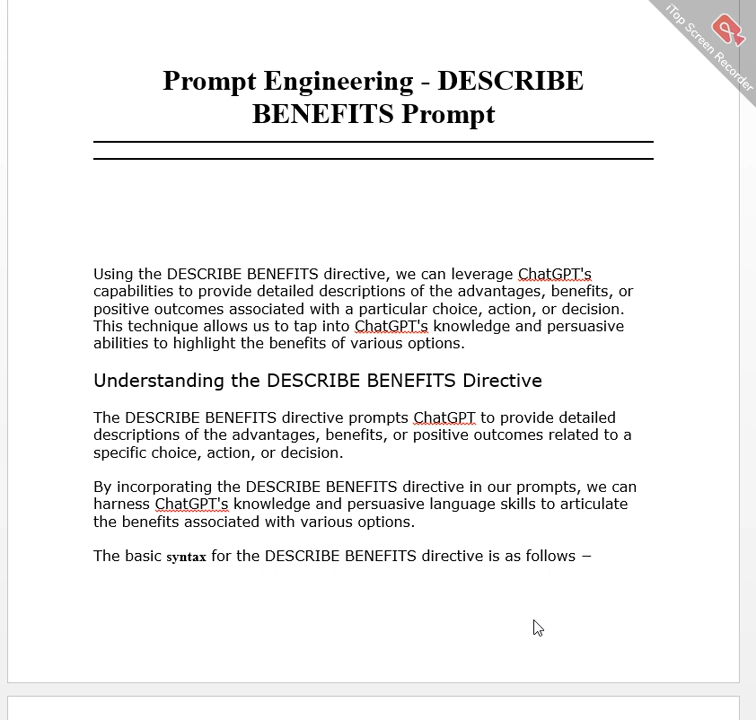 iTop Screen Recorder
Prompt Engineering - DESCRIBE
BENEFITS Prompt
Using the DESCRIBE BENEFITS directive, we can leverage ChatGPT's
capabilities to provide detailed descriptions of the advantages, benefits, or
positive outcomes associated with a particular choice, action, or decision.
This technique allows us to tap into ChatGPT's knowledge and persuasive
abilities to highlight the benefits of various options.
Understanding the DESCRIBE BENEFITS Directive
The DESCRIBE BENEFITS directive prompts ChatGPT to provide detailed
descriptions of the advantages, benefits, or positive outcomes related to a
specific choice, action, or decision.
By incorporating the DESCRIBE BENEFITS directive in our prompts, we can
harness ChatGPT's knowledge and persuasive language skills to articulate
the benefits associated with various options.
The basic syntax for the DESCRIBE BENEFITS directive is as follows −